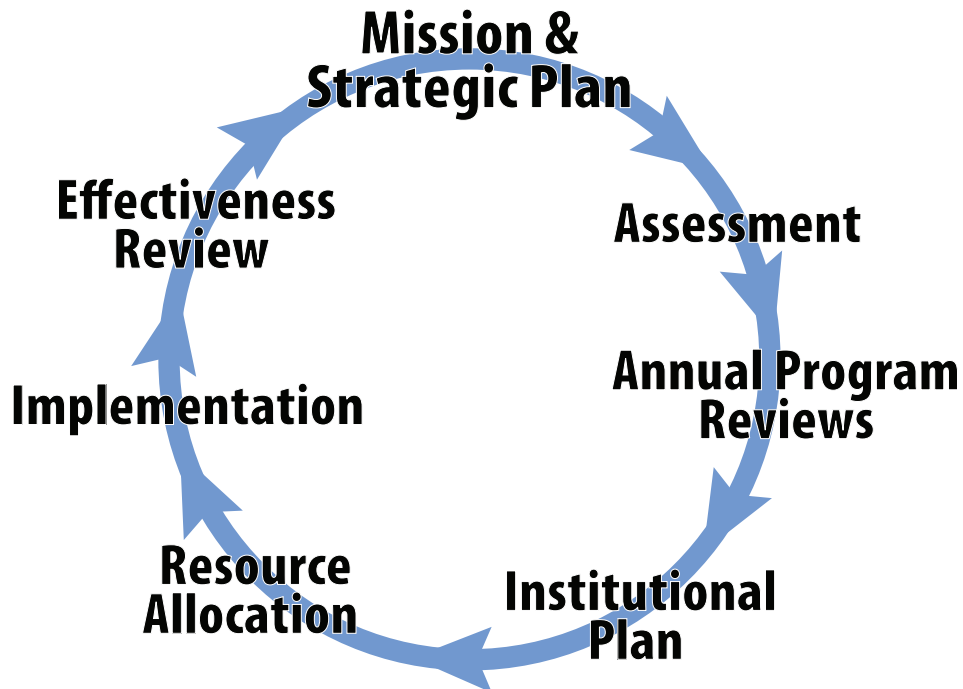 Mission &
Strategic Plan
Assessment
Annual Program
Reviews
Institutional
Plan
Resource
Allocation
Implementation
Effectiveness
Review